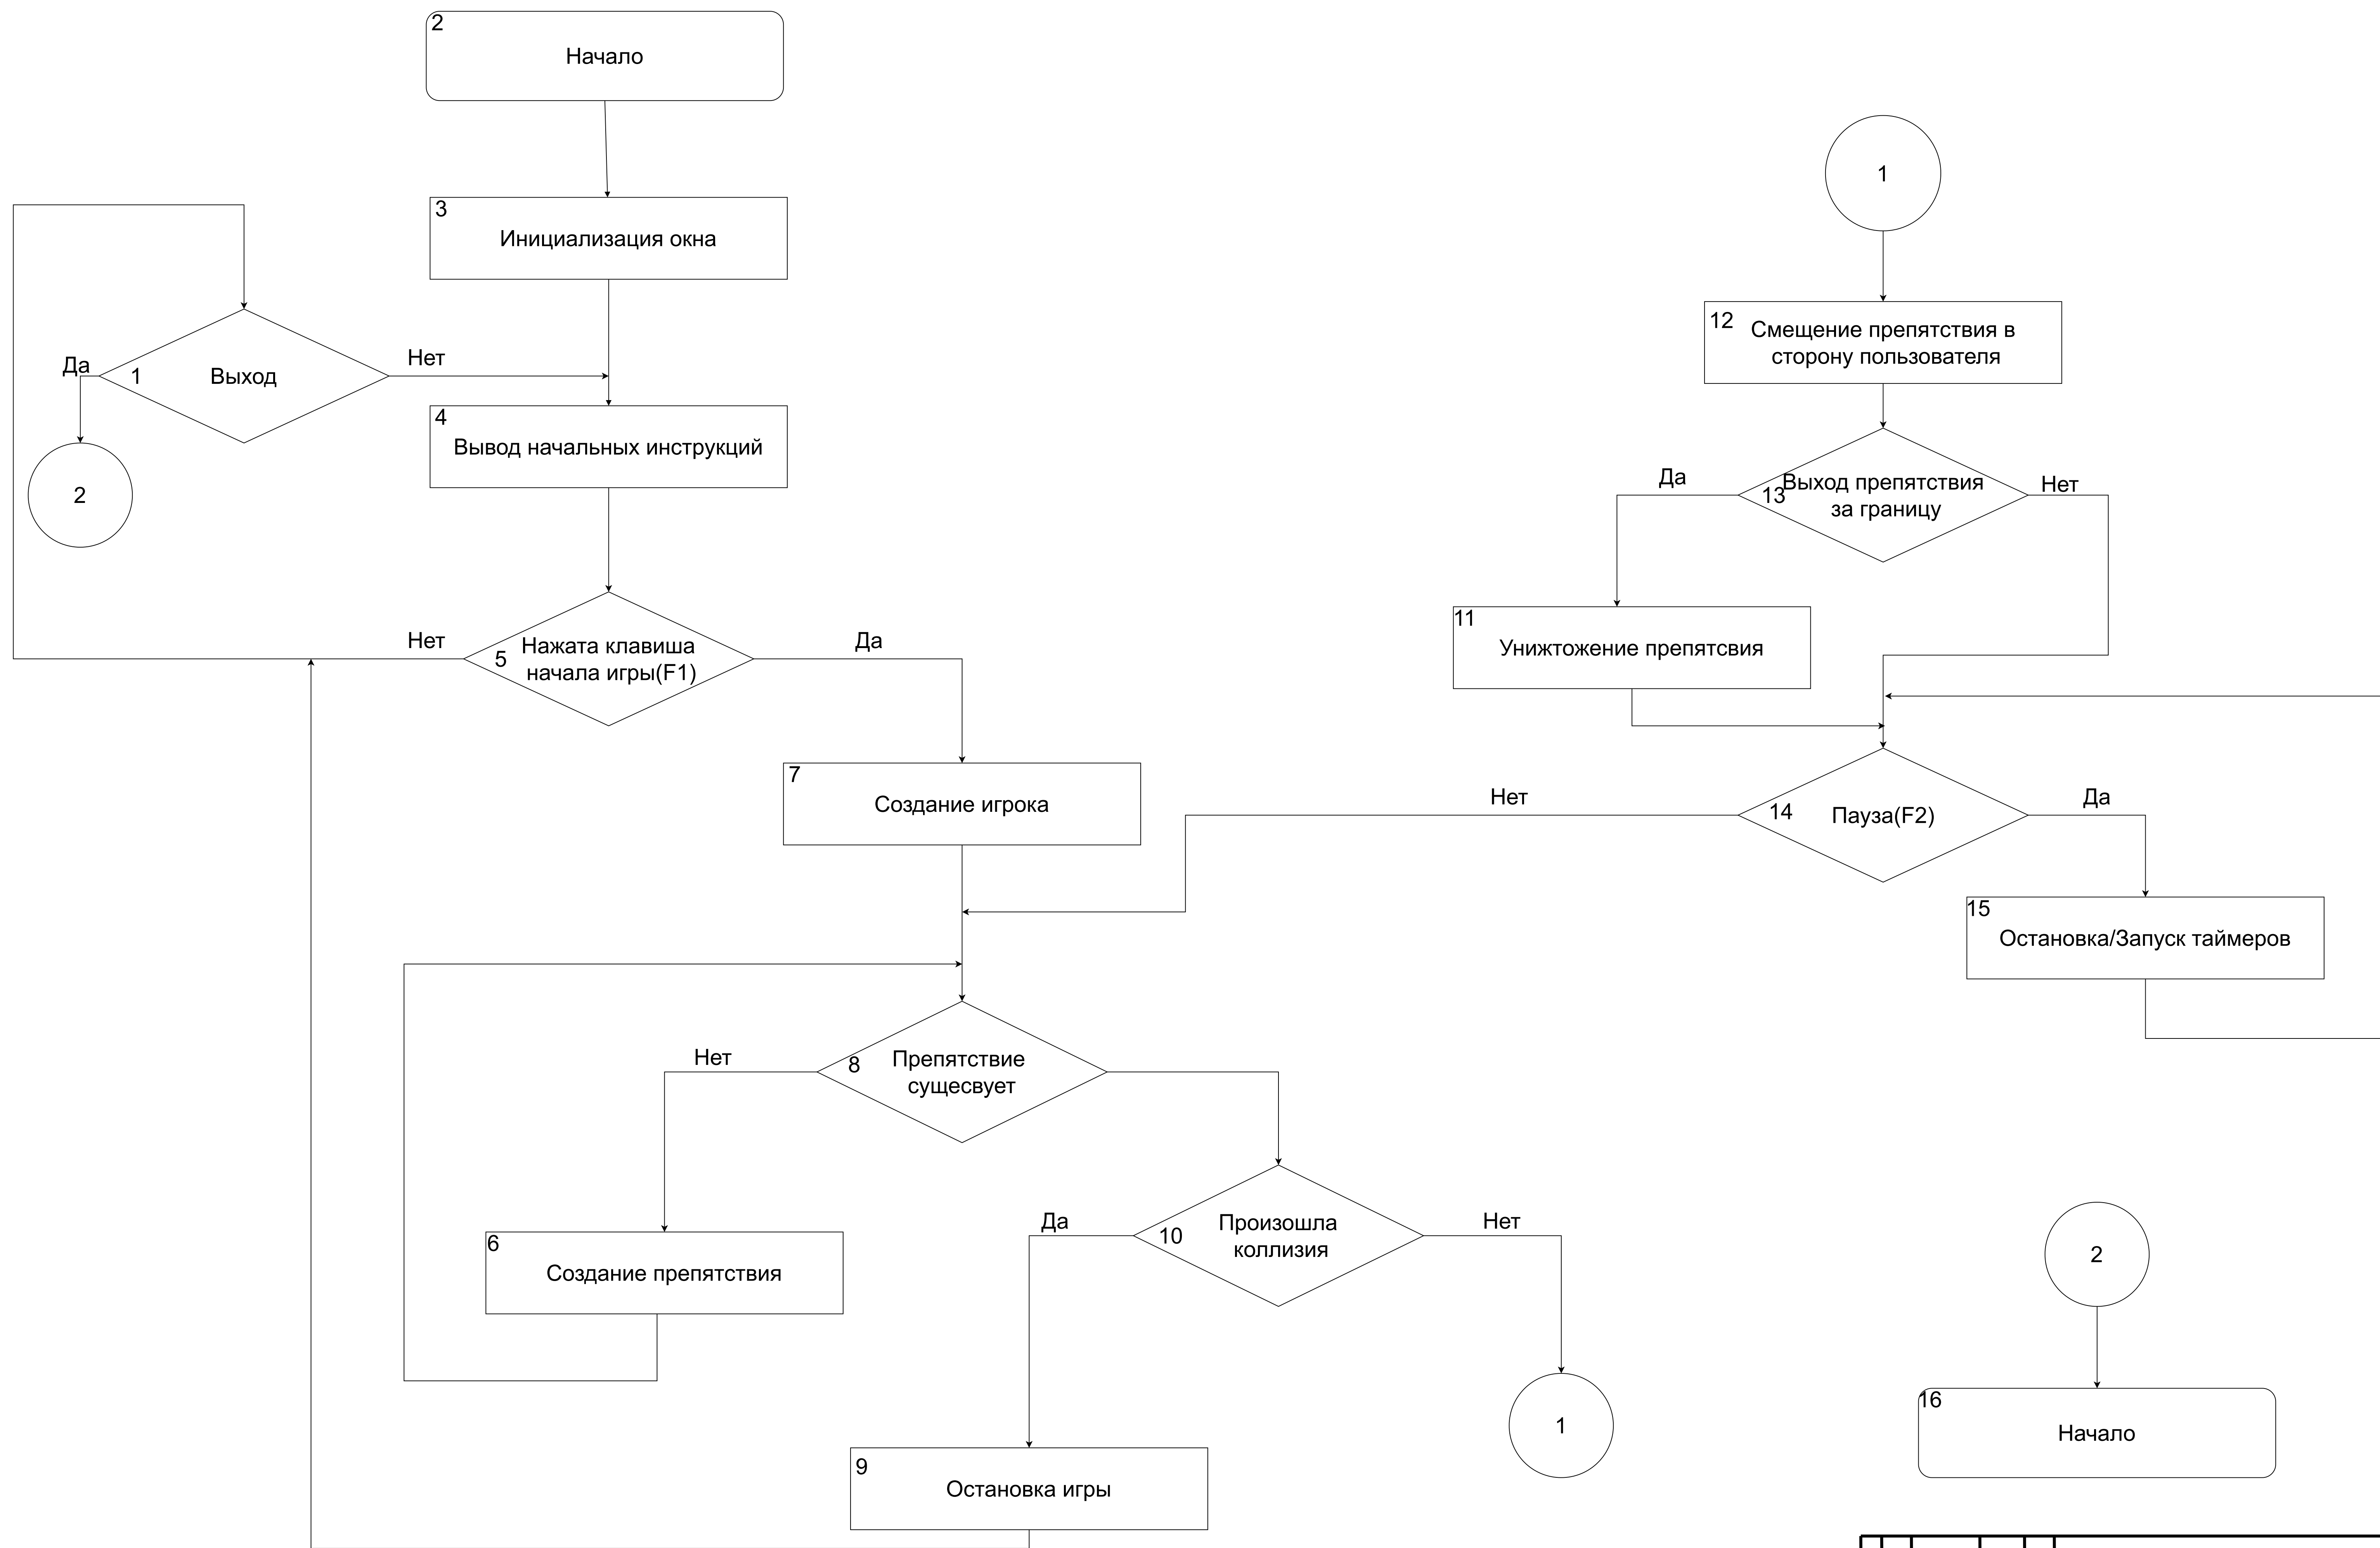 2
Начало
3
Инициализация окна
Да
1
Выход
Нет
2
4
Вывод начальных инструкций
Нет
5
Нажата клавиша
начала игры(F1)
Да
7
Создание игрока
Нет
8
Препятствие
сущесвует
6
Создание препятствия
Да
10
Произошла
коллизия
Нет
1
9
Остановка игры
1
12
Смещение препятствия в
сторону пользователя
Да
13
Выход препятствия
за границу
Нет
11
Унижтожение препятсвия
Нет
14
Пауза(F2)
Да
15
Остановка/Запуск таймеров
2
16
Начало